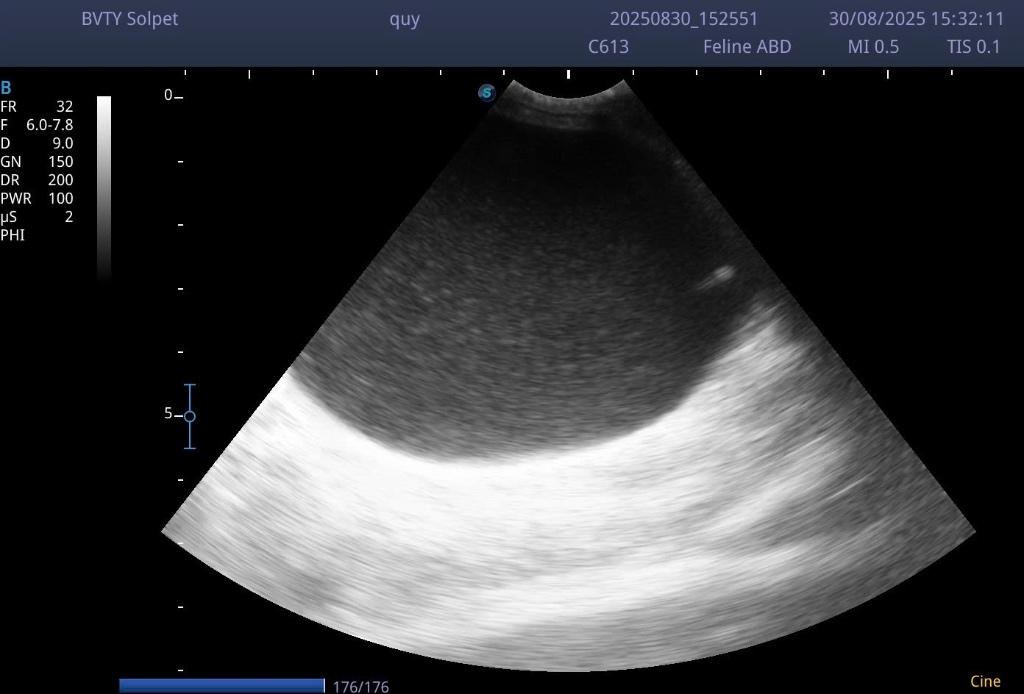 BVTY Solpet quy 20250830_152551 30/08/2025 15:32:11
C613 Feline ABD MI 0.5 TIS 0.1
B
FR 32
F 6.0-7.8
D 9.0
GN 150
DR 200
PWR 100
µS 2
PHI
0
S
5
176/176
Cine